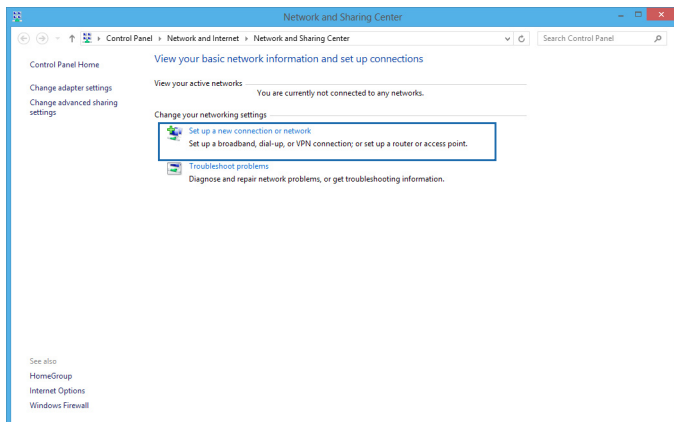 Network and Sharing Center
Control Panel Network and Internet Network and Sharing Center
Search Control Panel
Control Panel Home
Change adapter settings
Change advanced sharing
settings
View your basic network information and set up connections
View your active networks
You are currently not connected to any networks.
Change your networking settings
Set up a new connection or network
Set up a broadband, dial-up, or VPN connection; or set up a router or access point.
Troubleshoot problems
Diagnose and repair network problems, or get troubleshooting information.
See also
HomeGroup
Internet Options
Windows Firewall